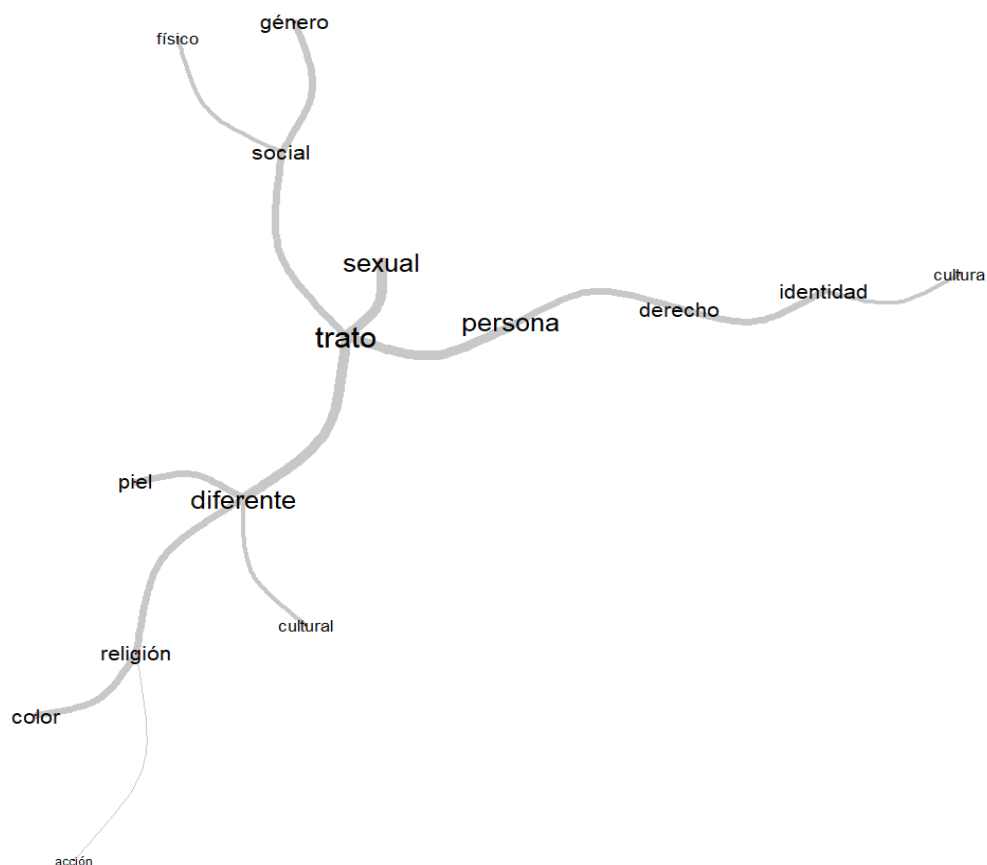 género
físico
social
sexual
cultura
identidad
derecho
persona
trato
piel
diferente
cultural
religión
color
acción